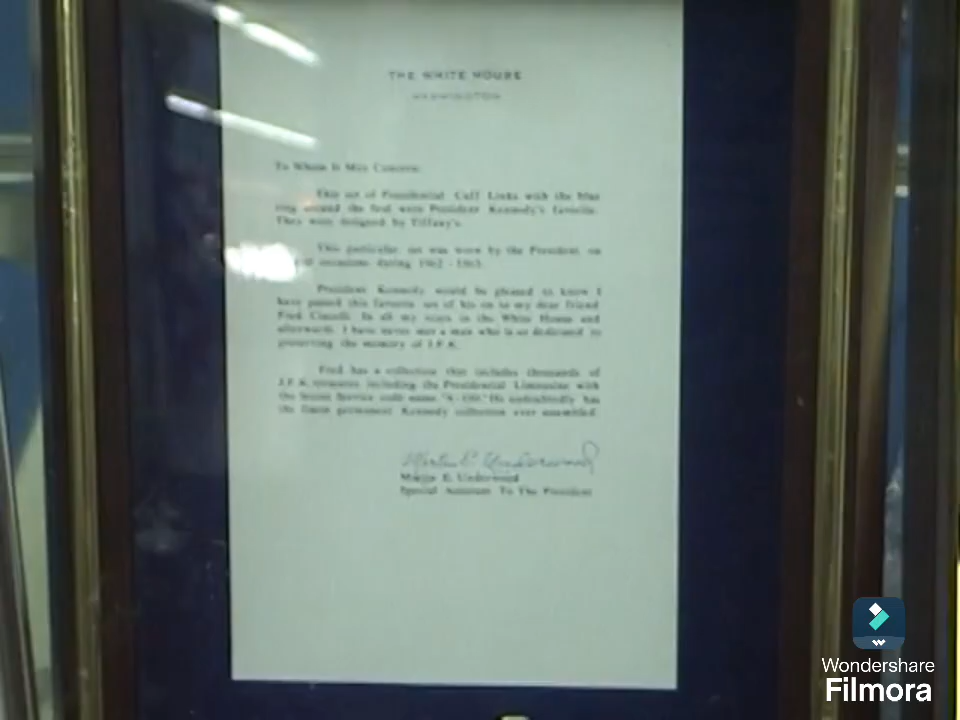 THE WHITE HOUSE
WASHINGTON
To Whom It May Concern:
This set of Presidential Cuff Links with the blue
ring around the Seal were President Kennedy's favorite.
They were designed by Tiffany's.
This particular set was worn by the President on
occasions during 1962 - 1963.
President Kennedy would be pleased to know I
have passed this favorite set of his on to my dear friend
Fred In all my years in the White House and
afterwards, I have never met a man who is so dedicated to
preserving the memory of J.F.K.
Fred has a collection that includes thousands of
J.F.K. including the Presidential Limousine with
the Secret Service code name He undoubtedly has
the finest permanent Kennedy collection ever assembled.
E. Underwood
Special Assistant To The President
Wondershare
Filmora